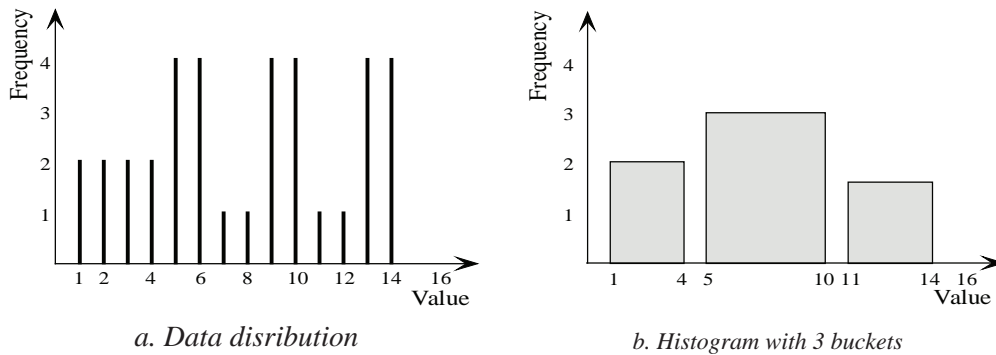 Frequency
4
3
2
1
1 2 4 6 8 10 12 14 16
Value
a. Data disribution
Frequency
4
3
2
1
1 4 5 10 11 14 16
Value
b. Histogram with 3 buckets